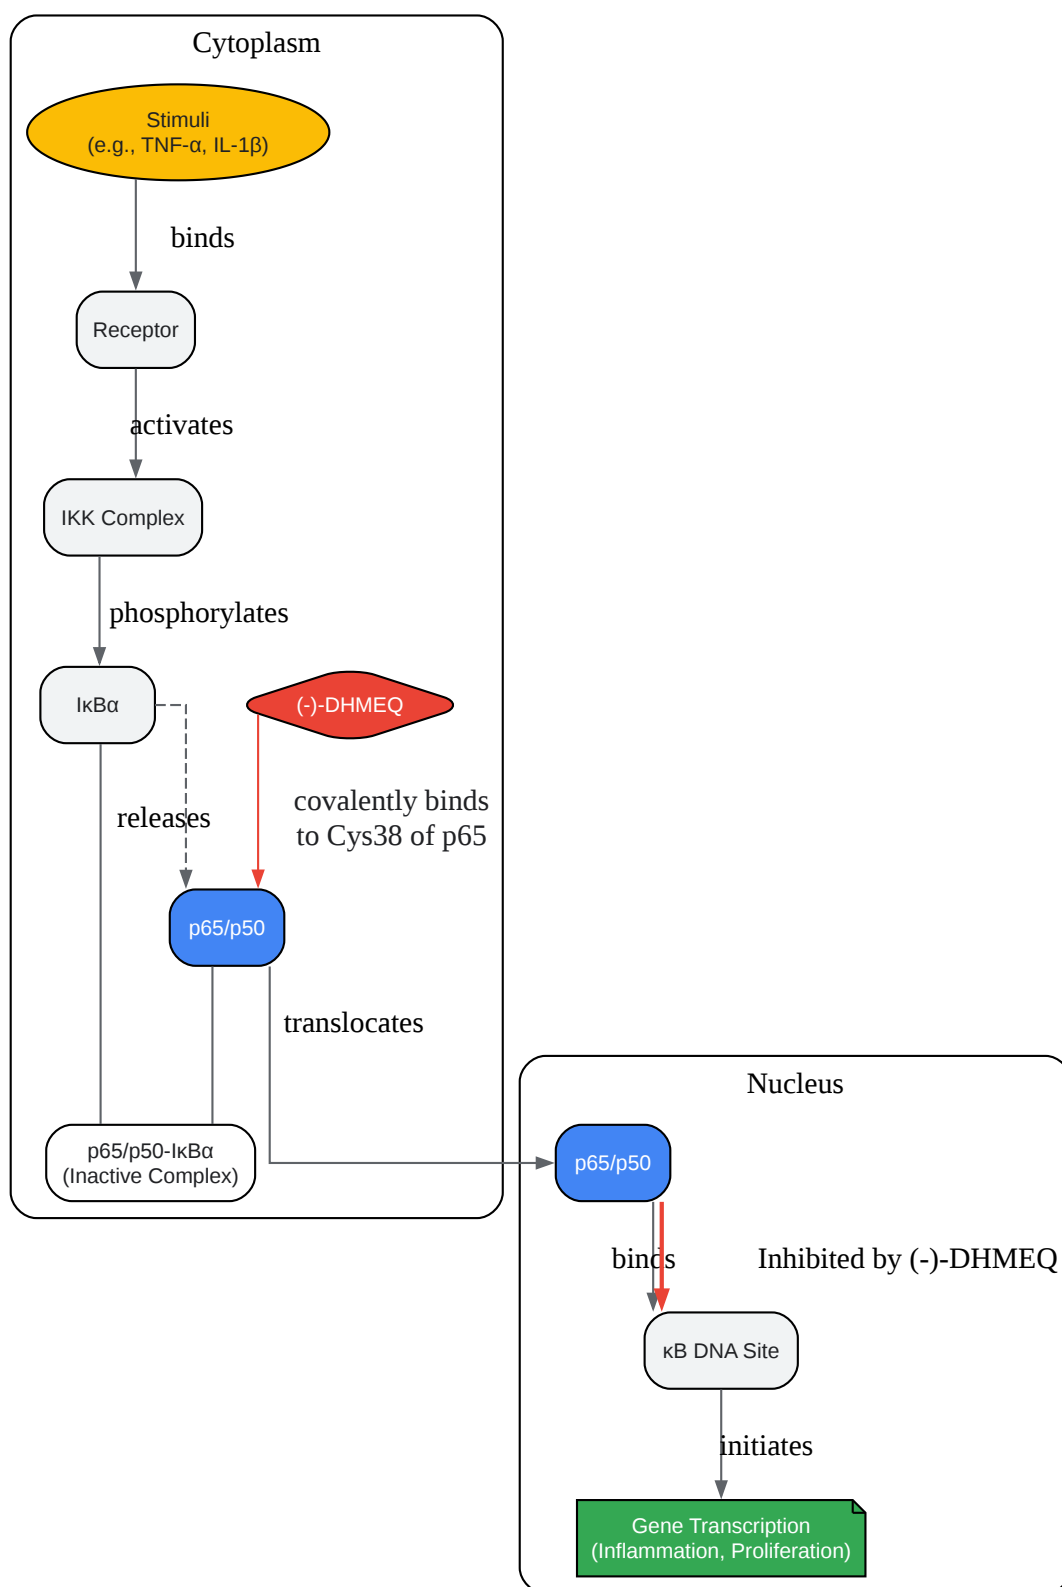 Cytoplasm
Stimuli
(e.g., TNF-α, IL-1β)
binds
Receptor
activates
IKK Complex
phosphorylates
IκBα
(-)-DHMEQ
releases
covalently binds
to Cys38 of p65
p65/p50
translocates
p65/p50-IκBα
(Inactive Complex)
Nucleus
p65/p50
binds
Inhibited by (-)-DHMEQ
κB DNA Site
initiates
Gene Transcription
(Inflammation, Proliferation)